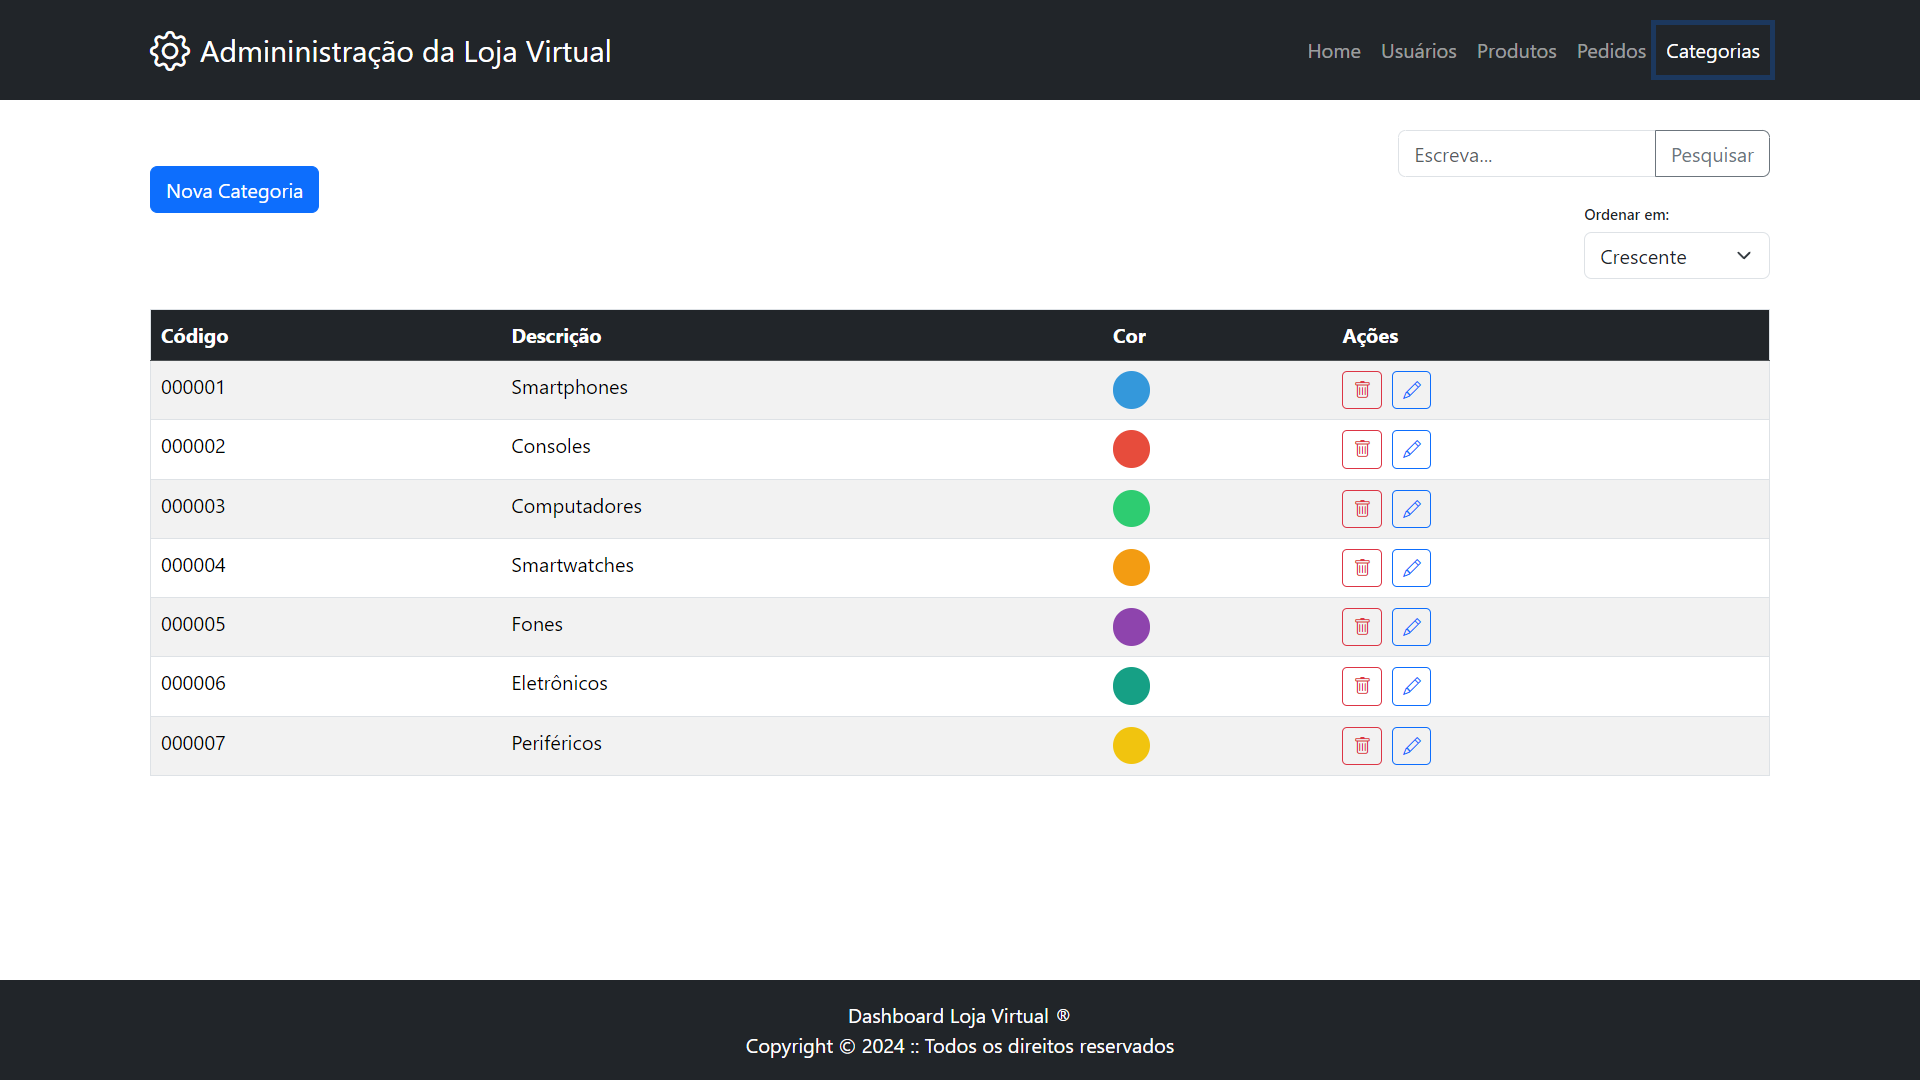 Admininistração da Loja Virtual
Home Usuários Produtos Pedidos Categorias
Escreva... Pesquisar
Nova Categoria
Ordenar em:
Crescente
Código Descrição Cor Ações
000001 Smartphones
000002 Consoles
000003 Computadores
000004 Smartwatches
000005 Fones
000006 Eletrônicos
000007 Periféricos
Dashboard Loja Virtual ®
Copyright © 2024 :: Todos os direitos reservados